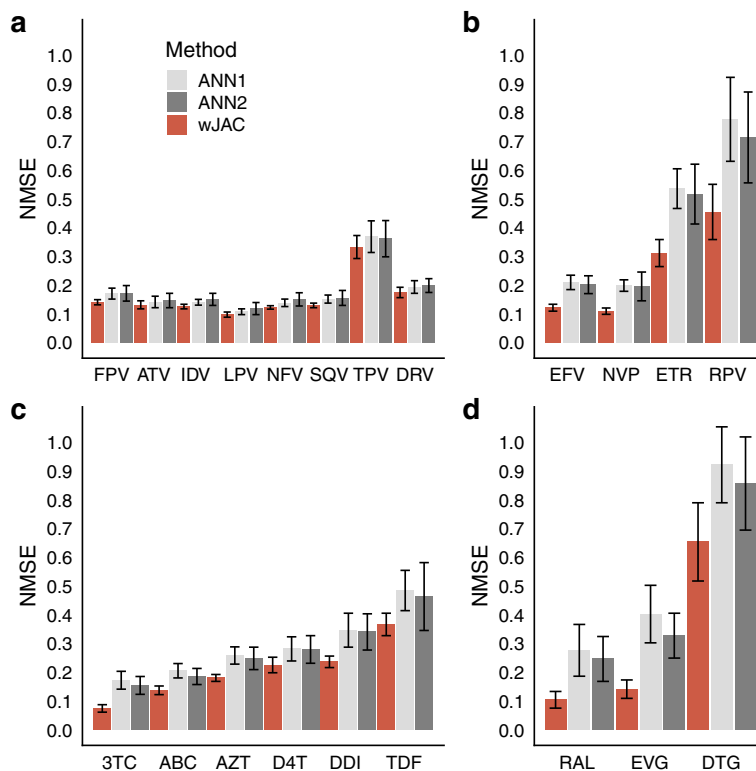 a
Method
ANN1
ANN2
wJAC
NMSE
1.0
0.9
0.8
0.7
0.6
0.5
0.4
0.3
0.2
0.1
0.0
FPV ATV IDV LPV NFV SQV TPV DRV
b
NMSE
1.0
0.9
0.8
0.7
0.6
0.5
0.4
0.3
0.2
0.1
0.0
EFV NVP ETR RPV
c
NMSE
1.0
0.9
0.8
0.7
0.6
0.5
0.4
0.3
0.2
0.1
0.0
3TC ABC AZT D4T DDI TDF
d
NMSE
1.0
0.9
0.8
0.7
0.6
0.5
0.4
0.3
0.2
0.1
0.0
RAL EVG DTG